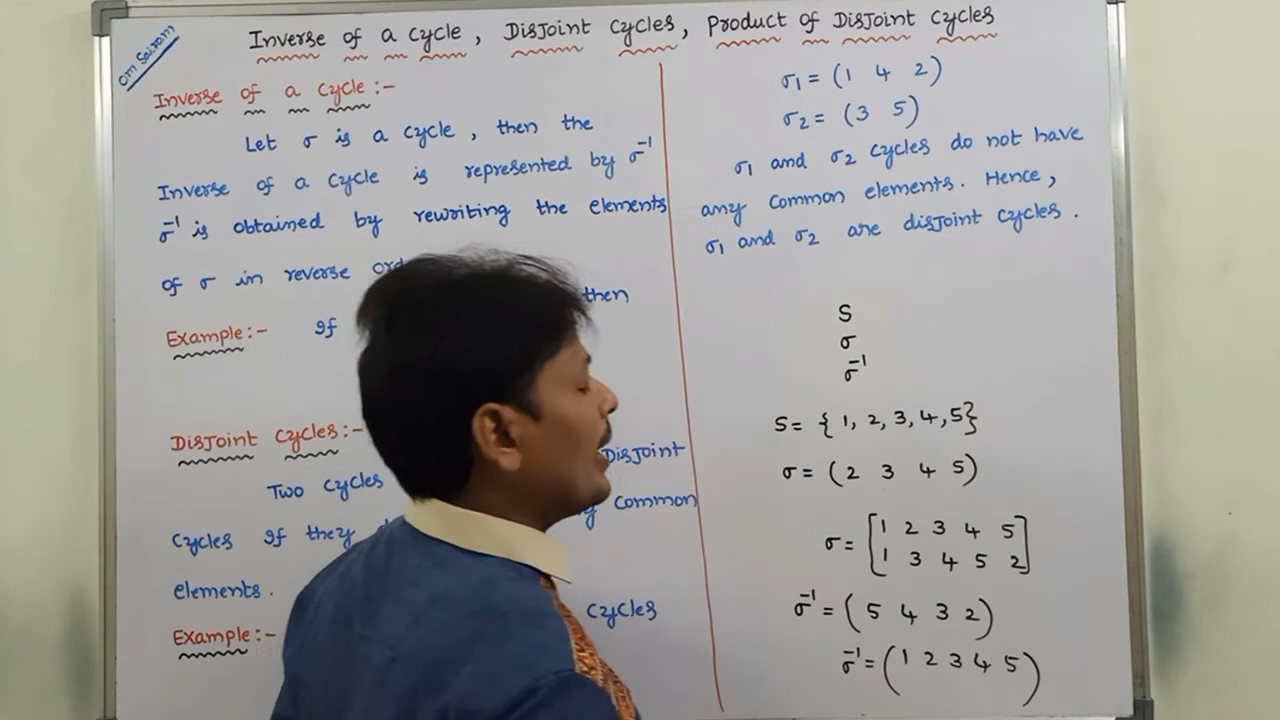 Om Sairam
Inverse of a cycle, Disjoint cycles, Product of Disjoint cycles
Inverse of a cycle:-
Let σ is a cycle, then the
Inverse of a cycle is represented by σ⁻¹
σ⁻¹ is obtained by rewriting the elements
of σ in reverse
Example:- If then
Disjoint cycles:-
Two cycles Disjoint
cycles If they common
elements.
Example:- cycles
σ1 = (1 4 2)
σ2 = (3 5)
σ1 and σ2 cycles do not have
any common elements. Hence,
σ1 and σ2 are disjoint cycles.
S
σ
σ⁻¹
S = {1, 2, 3, 4, 5}
σ = (2 3 4 5)
σ = [1 2 3 4 5
1 3 4 5 2]
σ⁻¹ = (5 4 3 2)
σ⁻¹ = (1 2 3 4 5)